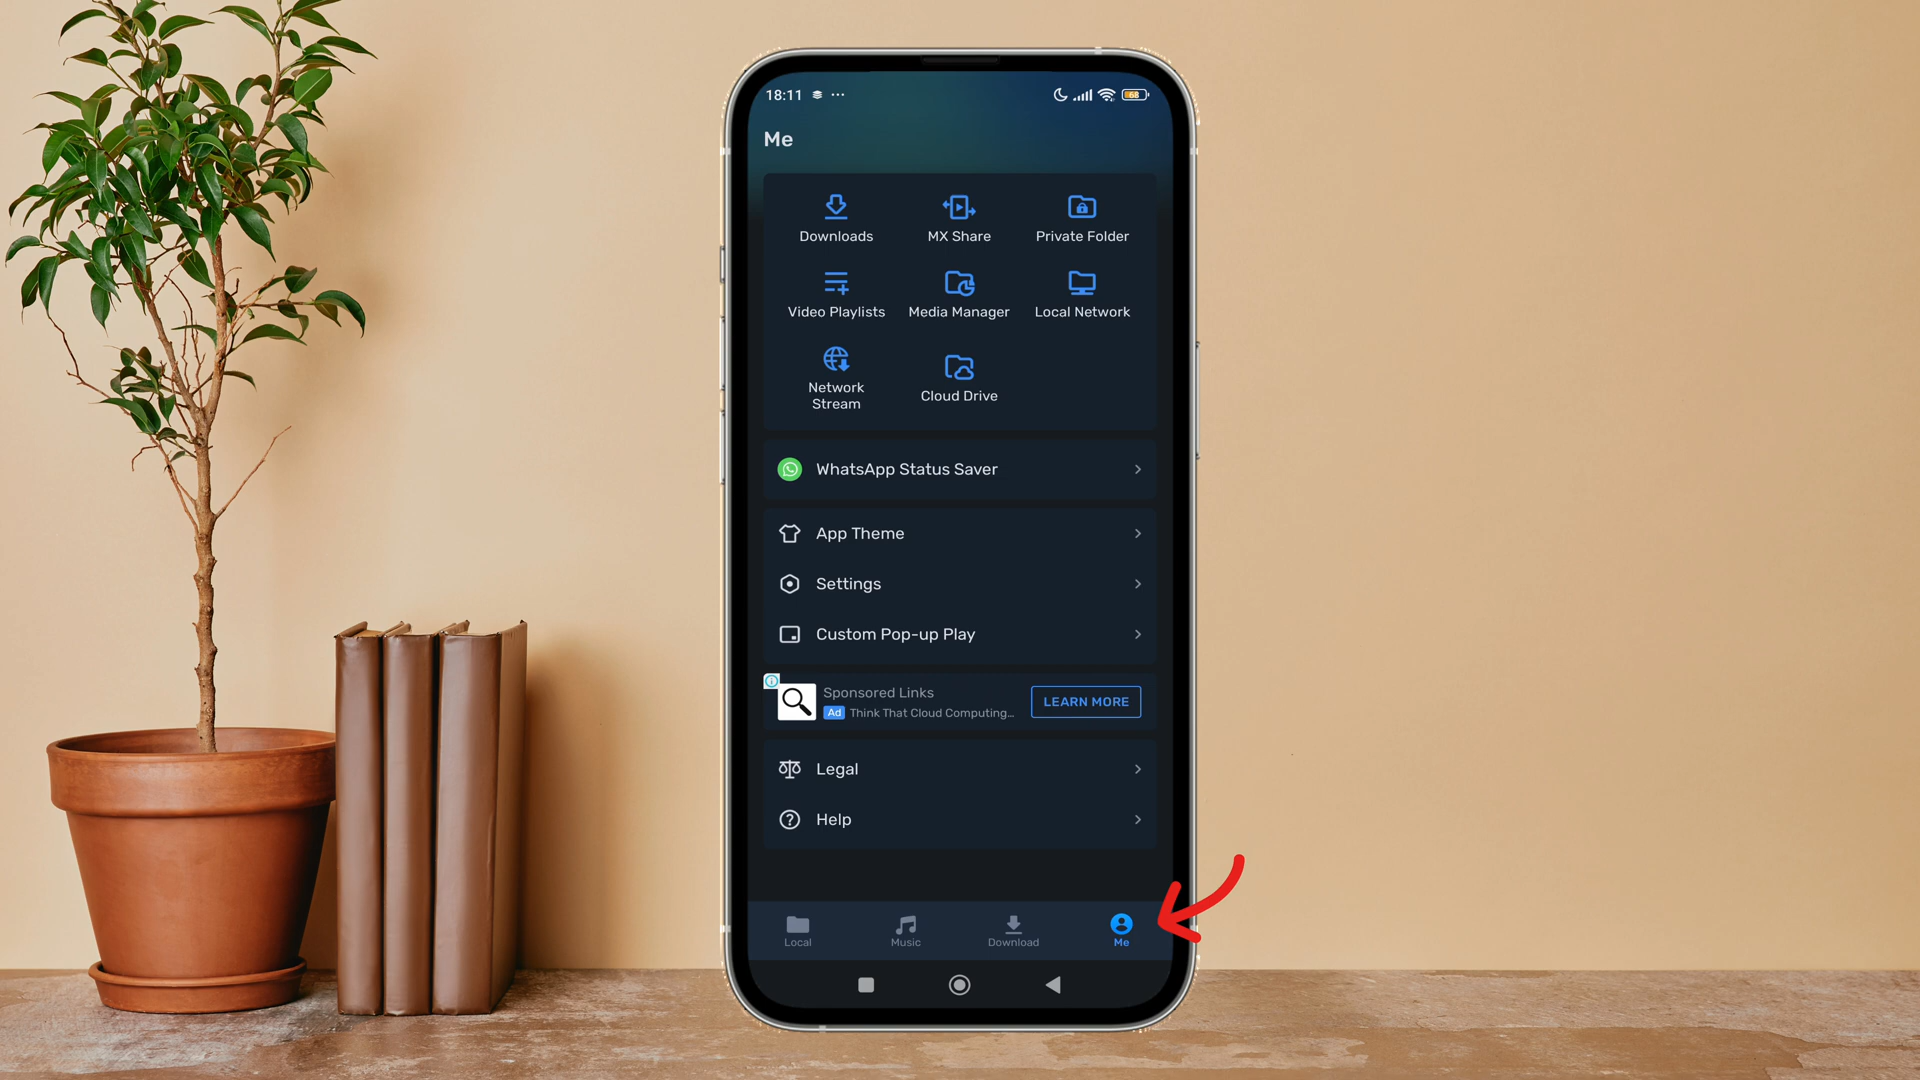 18:11
68
Me
Downloads
MX Share
Private Folder
Video Playlists
Media Manager
Local Network
Network
Stream
Cloud Drive
WhatsApp Status Saver
App Theme
Settings
Custom Pop-up Play
Sponsored Links
Ad Think That Cloud Computing...
LEARN MORE
Legal
Help
Local
Music
Download
Me